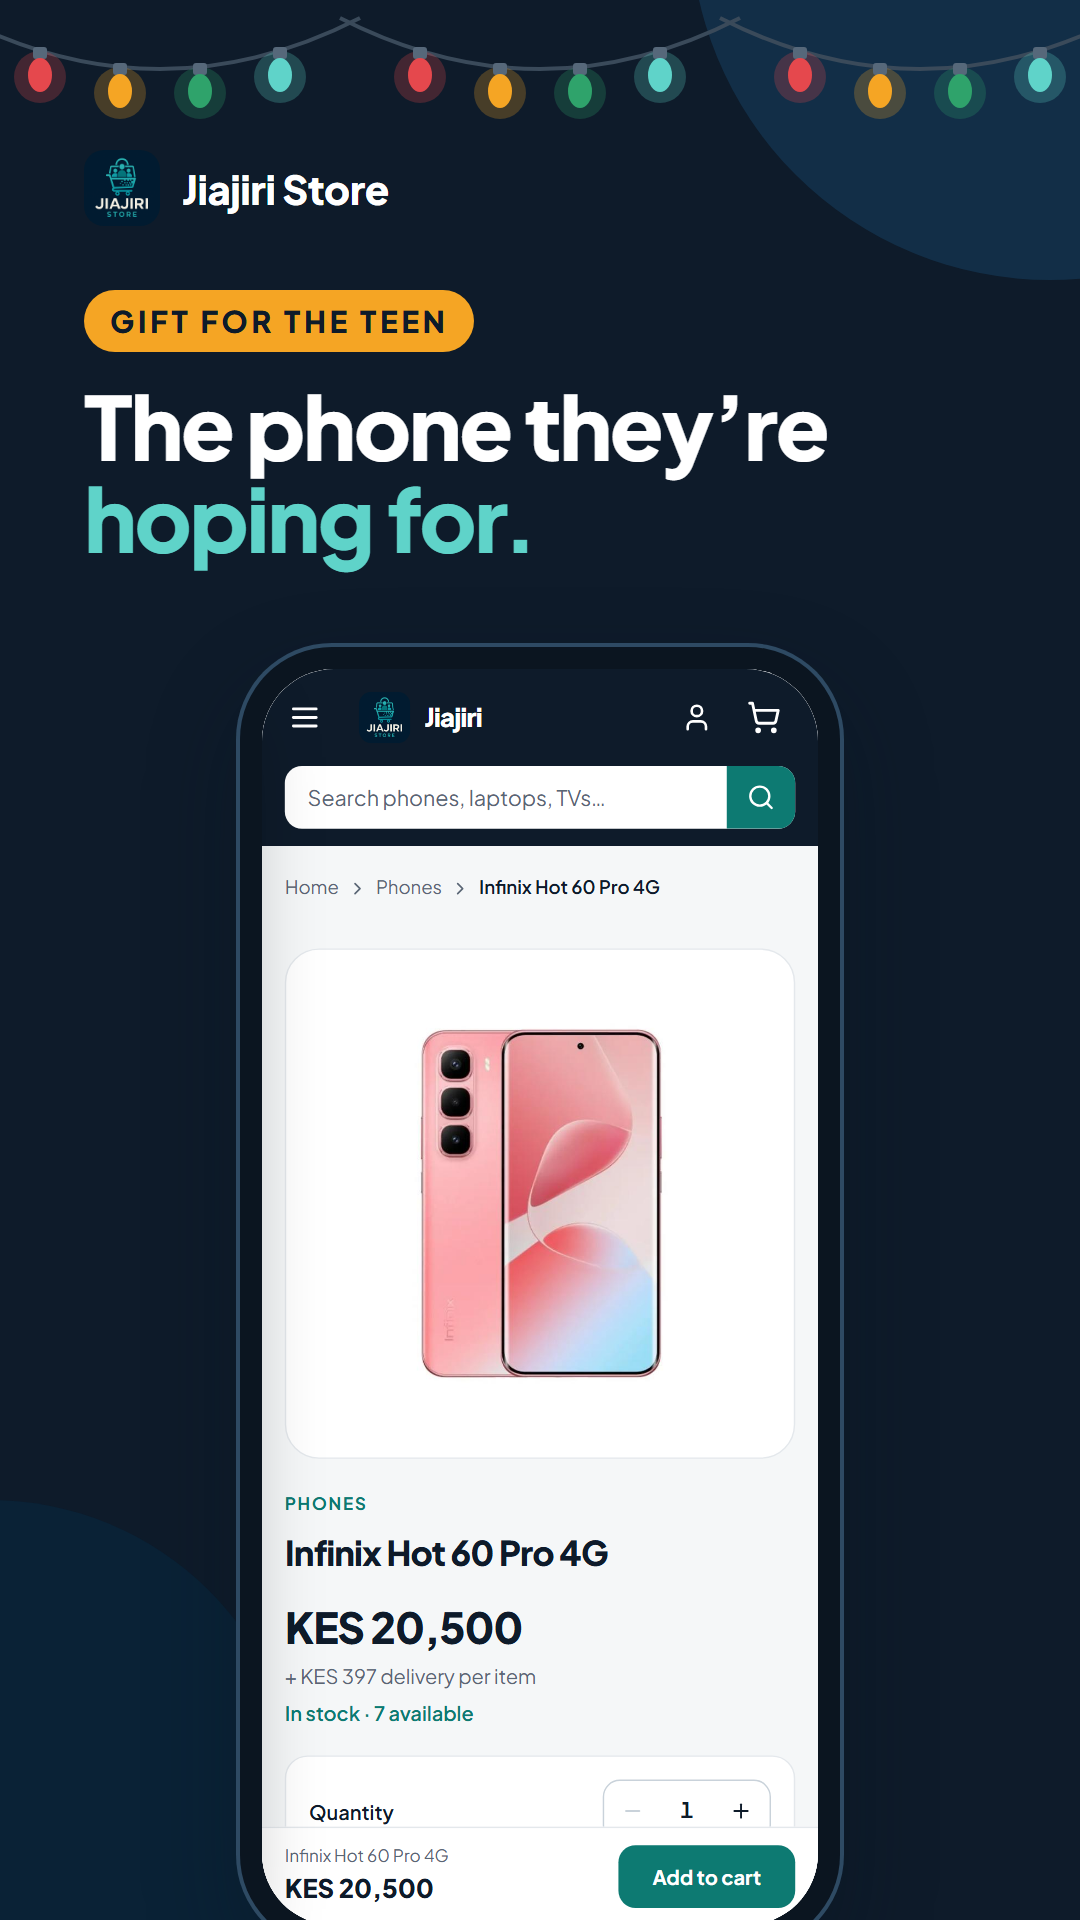 JIAJIRI
STORE
Jiajiri Store
GIFT FOR THE TEEN
The phone they’re
hoping for.
JIAJIRI
STORE
Jiajiri
Search phones, laptops, TVs...
Home > Phones > Infinix Hot 60 Pro 4G
Infinix
PHONES
Infinix Hot 60 Pro 4G
KES 20,500
+ KES 397 delivery per item
In stock · 7 available
Quantity
− 1 +
Infinix Hot 60 Pro 4G
KES 20,500
Add to cart